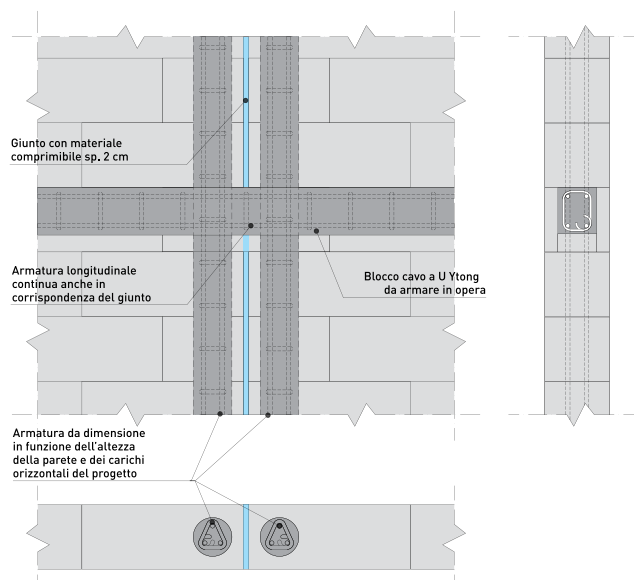 Giunto con materiale
comprimibile sp. 2 cm
Armatura longitudinale
continua anche in
corrispondenza del giunto
Blocco cavo a U Ytong
da armare in opera
Armatura da dimensione
in funzione dell'altezza
della parete e dei carichi
orizzontali del progetto